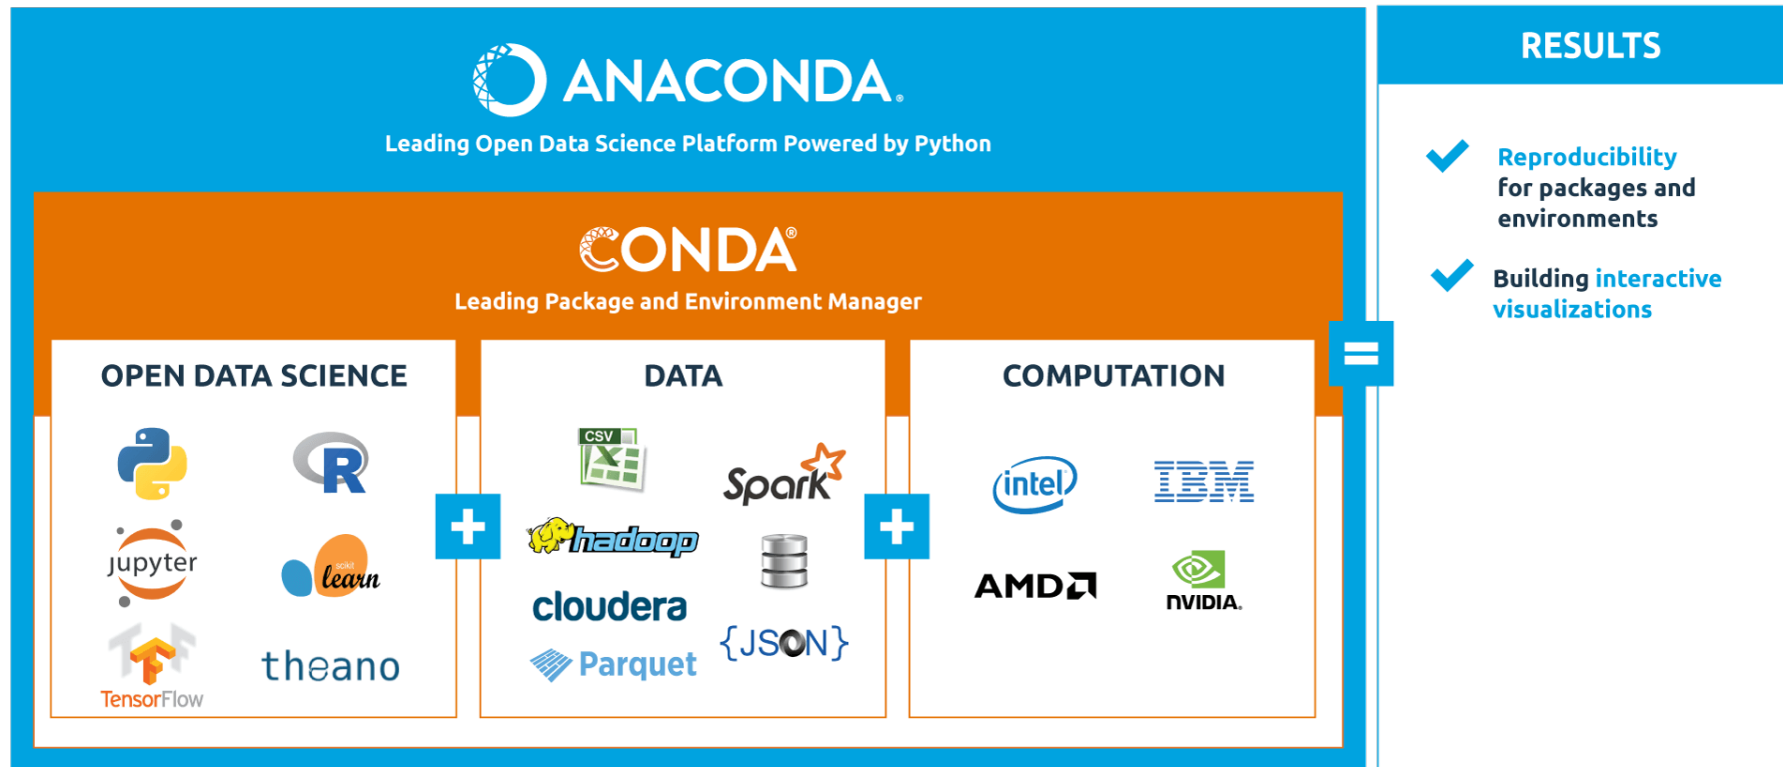 ANACONDA®
Leading Open Data Science Platform Powered by Python
CONDA®
Leading Package and Environment Manager
OPEN DATA SCIENCE
R
jupyter
scikit
learn
TensorFlow
theano
+
DATA
CSV
X
Spark
hadoop
cloudera
{JSON}
Parquet
+
COMPUTATION
intel
IBM
AMD
NVIDIA.
=
RESULTS
Reproducibility
for packages and
environments
Building interactive
visualizations